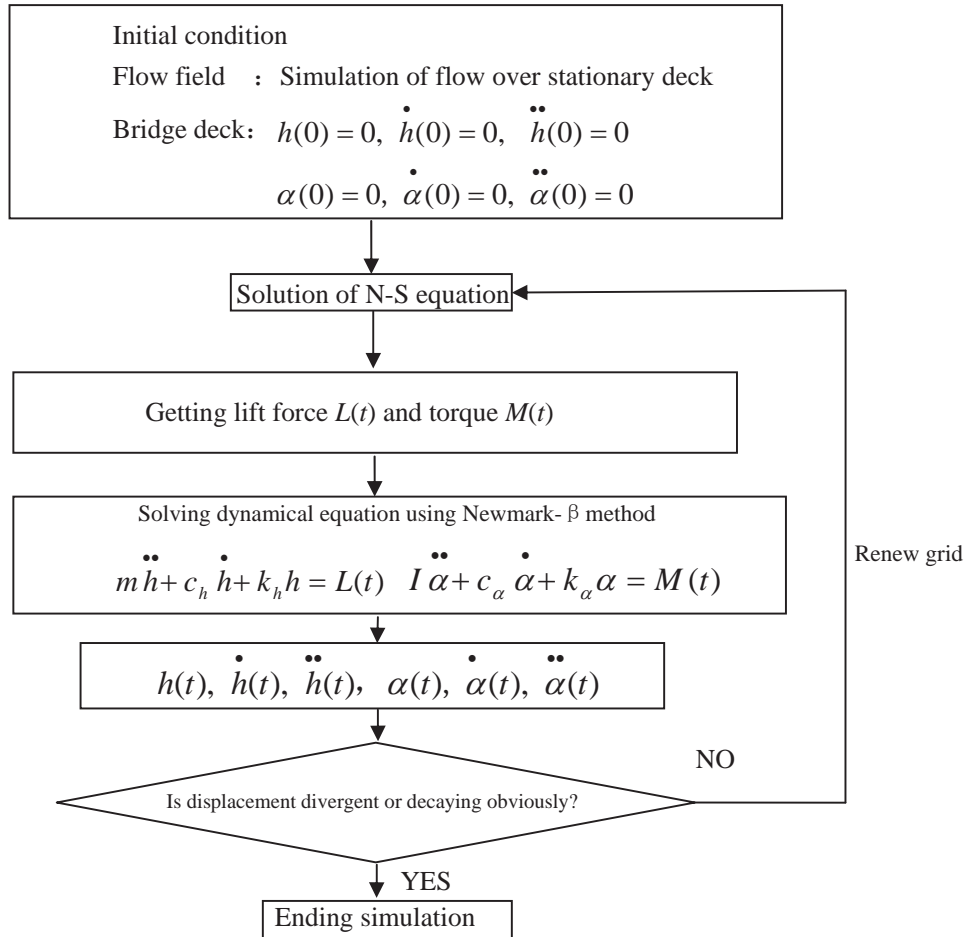 Initial condition
Flow field ：Simulation of flow over stationary deck
Bridge deck：h(0) = 0, ḣ(0) = 0, ḧ(0) = 0
α(0) = 0, α̇(0) = 0, α̈(0) = 0
Solution of N-S equation
Getting lift force L(t) and torque M(t)
Solving dynamical equation using Newmark-β method
mḧ + c_h ḣ + k_h h = L(t) Iα̈ + c_α α̇ + k_α α = M(t)
Renew grid
h(t), ḣ(t), ḧ(t)， α(t), α̇(t), α̈(t)
NO
Is displacement divergent or decaying obviously?
YES
Ending simulation